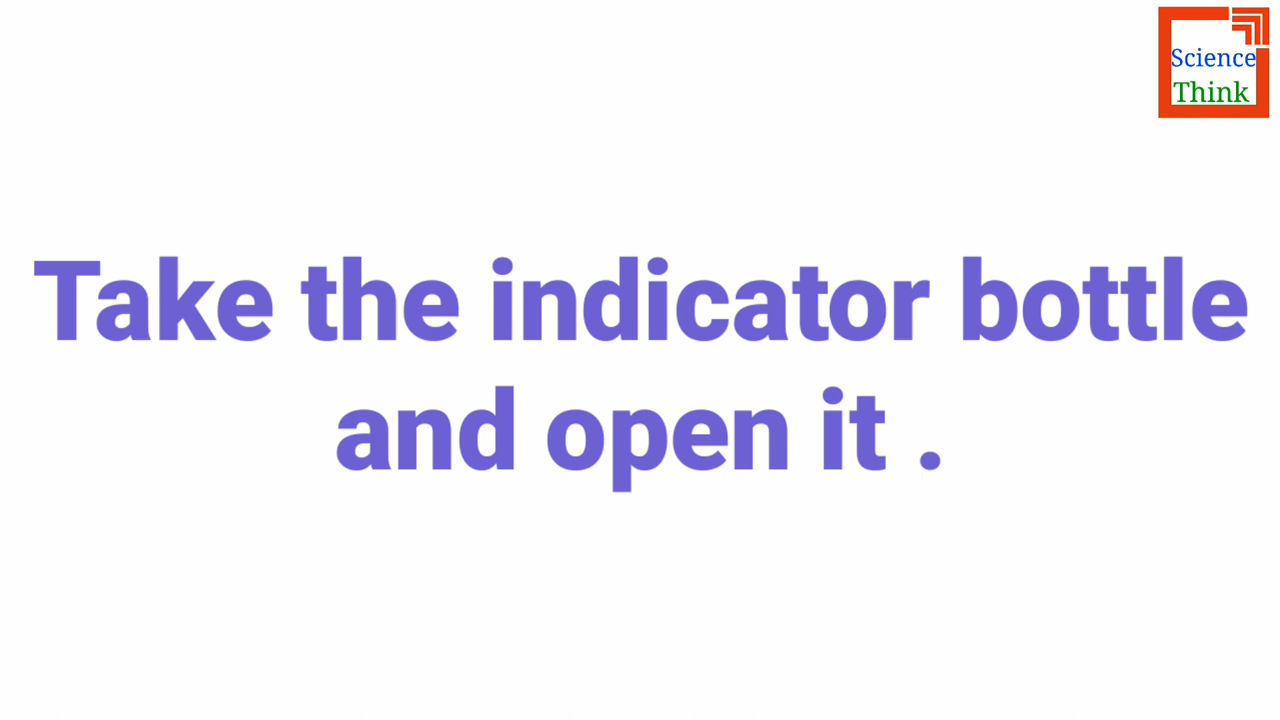 Science
Think
Take the indicator bottle
and open it .